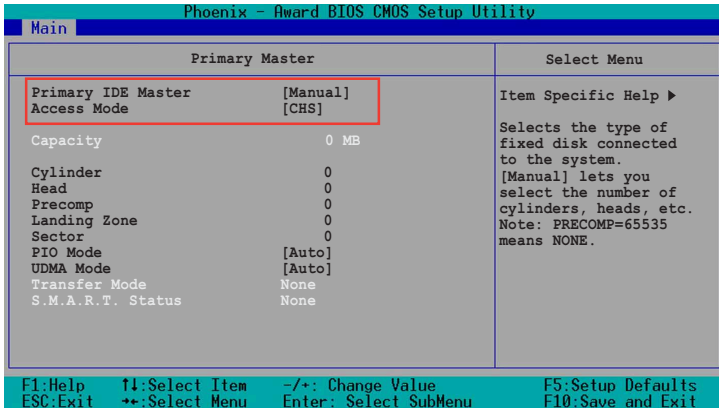 Phoenix - Award BIOS CMOS Setup Utility
Main
Primary Master
Select Menu
Primary IDE Master [Manual]
Access Mode [CHS]
Capacity 0 MB
Cylinder 0
Head 0
Precomp 0
Landing Zone 0
Sector 0
PIO Mode [Auto]
UDMA Mode [Auto]
Transfer Mode None
S.M.A.R.T. Status None
Item Specific Help ▶
Selects the type of
fixed disk connected
to the system.
[Manual] lets you
select the number of
cylinders, heads, etc.
Note: PRECOMP=65535
means NONE.
F1:Help ↑↓:Select Item -/+: Change Value F5:Setup Defaults
ESC:Exit →←:Select Menu Enter: Select SubMenu F10:Save and Exit